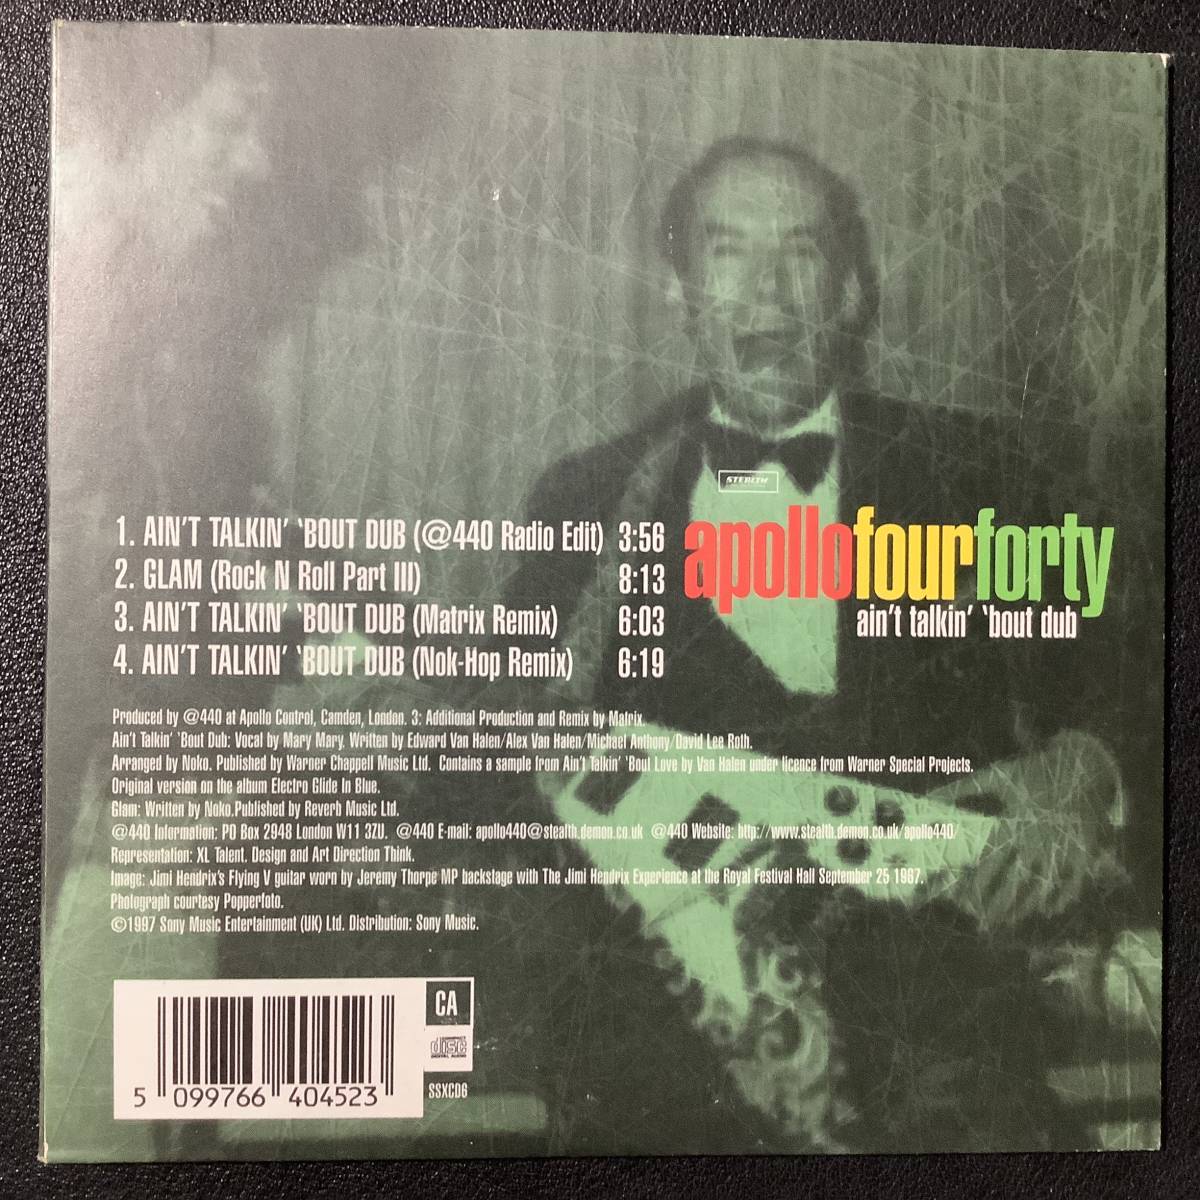 STEALTH
1. AIN'T TALKIN' 'BOUT DUB (@440 Radio Edit) 3:56
2. GLAM (Rock N Roll Part III) 8:13
3. AIN'T TALKIN' 'BOUT DUB (Matrix Remix) 6:03
4. AIN'T TALKIN' 'BOUT DUB (Nok-Hop Remix) 6:19
apollofourforty
ain't talkin' 'bout dub
Produced by @440 at Apollo Control, Camden, London. 3: Additional Production and Remix by Matrix.
Ain't Talkin' 'Bout Dub: Vocal by Mary Mary. Written by Edward Van Halen/Alex Van Halen/Michael Anthony/David Lee Roth.
Arranged by Noko. Published by Warner Chappell Music Ltd. Contains a sample from Ain't Talkin' 'Bout Love by Van Halen under licence from Warner Special Projects.
Original version on the album Electro Glide In Blue.
Glam: Written by Noko.Published by Reverb Music Ltd.
@440 Information: PO Box 2948 London W11 3ZU. @440 E-mail: apollo440@stealth.demon.co.uk @440 Website: http://www.stealth.demon.co.uk/apollo440/
Representation: XL Talent. Design and Art Direction Think.
Image: Jimi Hendrix's Flying V guitar worn by Jeremy Thorpe MP backstage with The Jimi Hendrix Experience at the Royal Festival Hall September 25 1967.
Photograph courtesy Popperfoto.
©1997 Sony Music Entertainment (UK) Ltd. Distribution: Sony Music.
CA
disc
DIGITAL AUDIO
SSXCD6
5 099766 404523